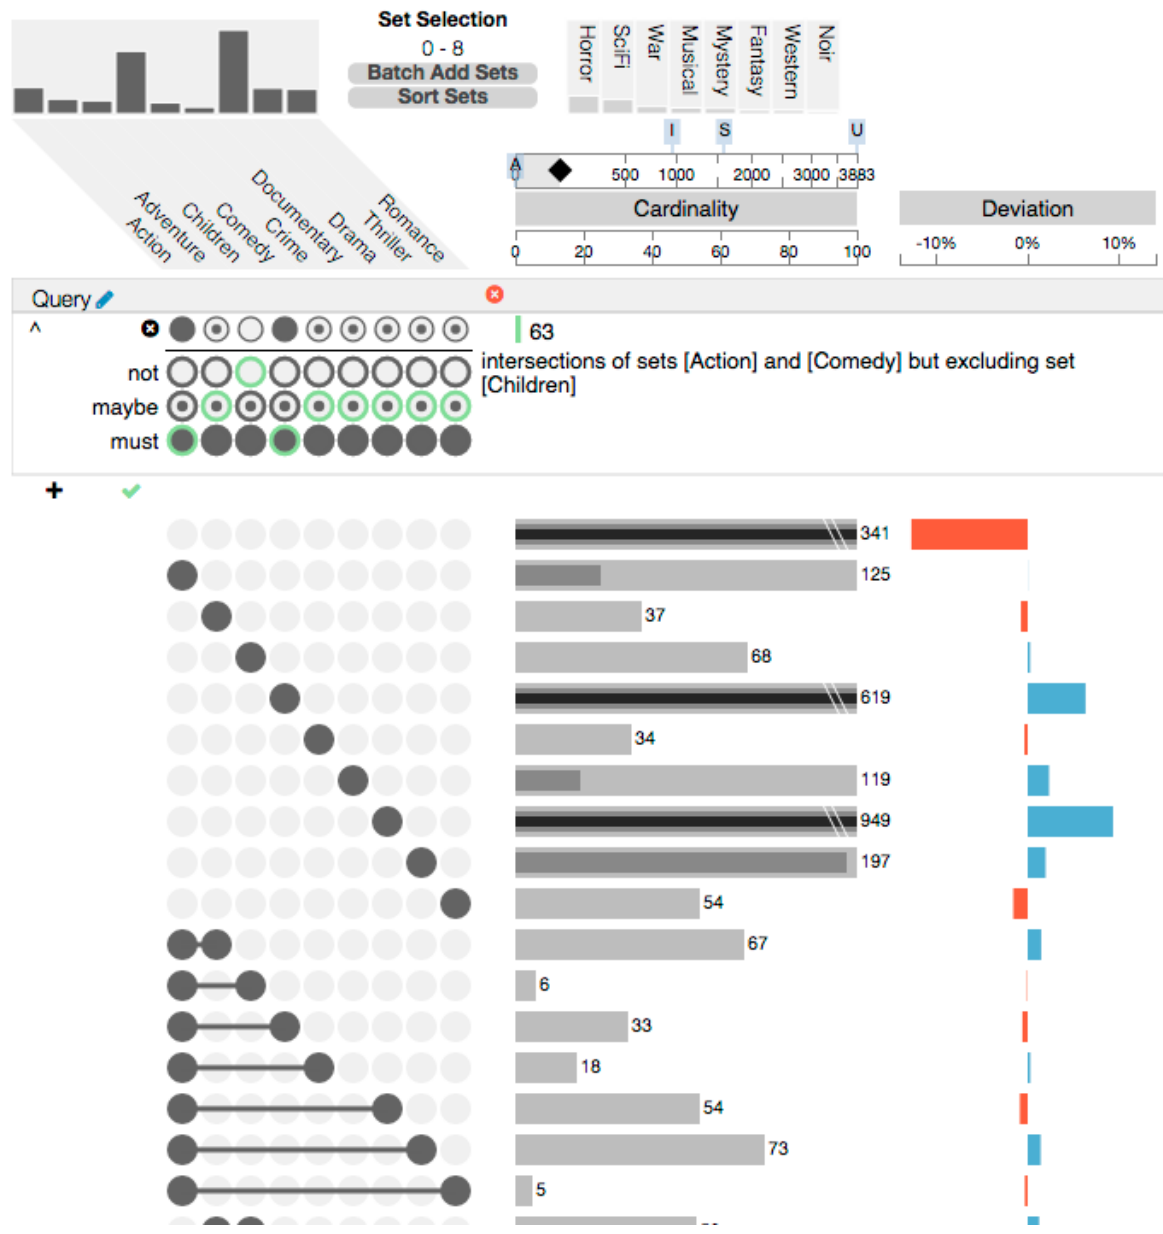 Set Selection
0 - 8
Batch Add Sets
Sort Sets
Horror
SciFi
War
Musical
Mystery
Fantasy
Western
Noir
Action
Adventure
Children
Comedy
Crime
Documentary
Drama
Thriller
Romance
I S U
A
0 500 1000 2000 3000 3883
Cardinality Deviation
0 20 40 60 80 100
-10% 0% 10%
Query
^ 63
intersections of sets [Action] and [Comedy] but excluding set
[Children]
not
maybe
must
341
125
37
68
619
34
119
949
197
54
67
6
33
18
54
73
5